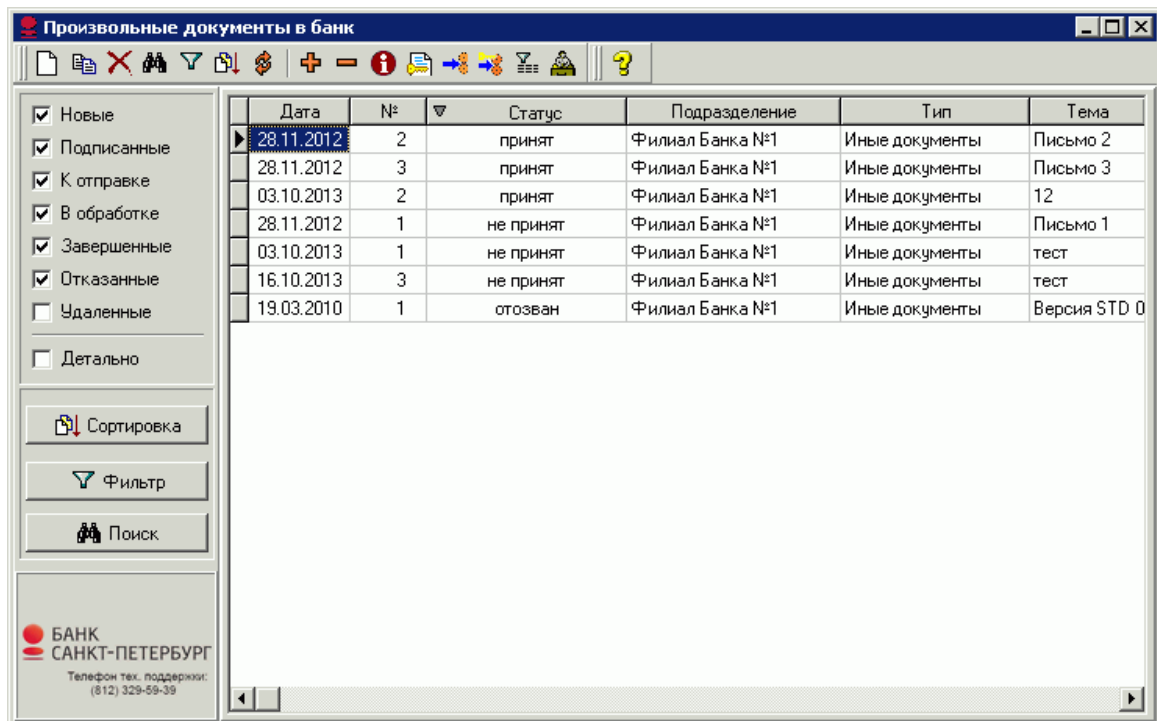 Произвольные документы в банк
Новые
Подписанные
К отправке
В обработке
Завершенные
Отказанные
Удаленные
Детально
Сортировка
Фильтр
Поиск
БАНК
САНКТ-ПЕТЕРБУРГ
Телефон тех. поддержки:
(812) 329-59-39
Дата № Статус Подразделение Тип Тема
28.11.2012 2 принят Филиал Банка №1 Иные документы Письмо 2
28.11.2012 3 принят Филиал Банка №1 Иные документы Письмо 3
03.10.2013 2 принят Филиал Банка №1 Иные документы 12
28.11.2012 1 не принят Филиал Банка №1 Иные документы Письмо 1
03.10.2013 1 не принят Филиал Банка №1 Иные документы тест
16.10.2013 3 не принят Филиал Банка №1 Иные документы тест
19.03.2010 1 отозван Филиал Банка №1 Иные документы Версия STD 0